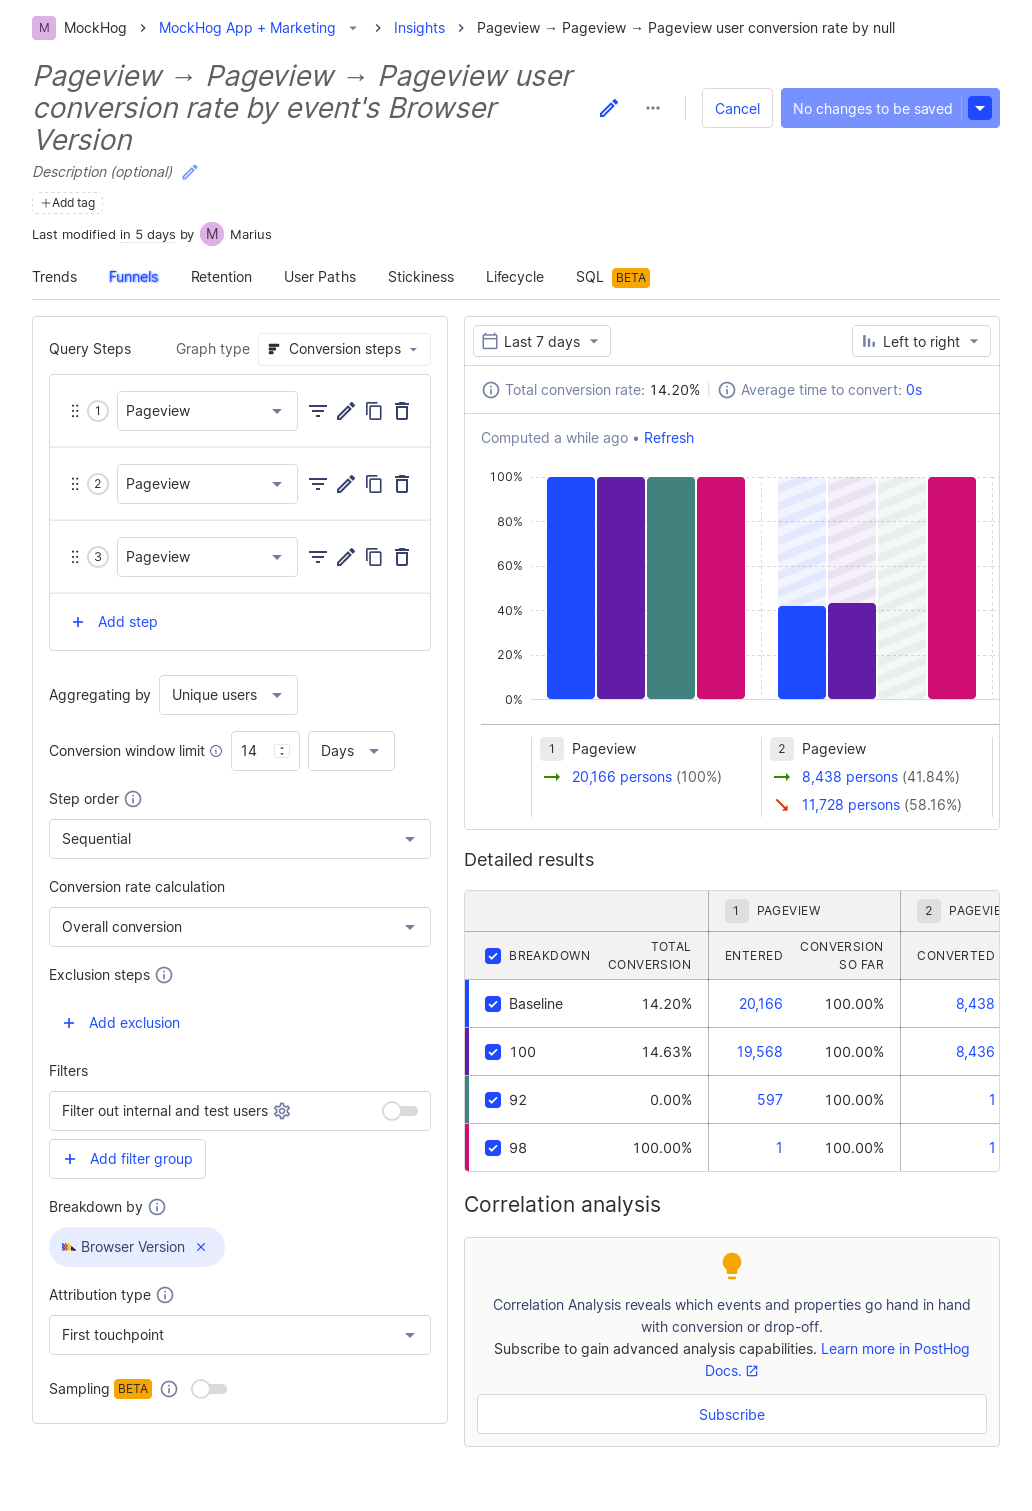 M MockHog > MockHog App + Marketing > Insights > Pageview → Pageview → Pageview user conversion rate by null
Pageview → Pageview → Pageview user
conversion rate by event's Browser
Version
Cancel
No changes to be saved
Description (optional)
+Add tag
Last modified in 5 days by M Marius
Trends Funnels Retention User Paths Stickiness Lifecycle SQL BETA
Query Steps Graph type Conversion steps
1 Pageview
2 Pageview
3 Pageview
+ Add step
Aggregating by Unique users
Conversion window limit 14 Days
Step order
Sequential
Conversion rate calculation
Overall conversion
Exclusion steps
+ Add exclusion
Filters
Filter out internal and test users
+ Add filter group
Breakdown by
Browser Version ×
Attribution type
First touchpoint
Sampling BETA
Last 7 days Left to right
Total conversion rate: 14.20% Average time to convert: 0s
Computed a while ago • Refresh
100%
80%
60%
40%
20%
0%
1 Pageview
20,166 persons (100%)
2 Pageview
8,438 persons (41.84%)
11,728 persons (58.16%)
Detailed results
1 PAGEVIEW 2 PAGEVIE
BREAKDOWN TOTAL CONVERSION ENTERED CONVERSION SO FAR CONVERTED
Baseline 14.20% 20,166 100.00% 8,438
100 14.63% 19,568 100.00% 8,436
92 0.00% 597 100.00% 1
98 100.00% 1 100.00% 1
Correlation analysis
Correlation Analysis reveals which events and properties go hand in hand
with conversion or drop-off.
Subscribe to gain advanced analysis capabilities. Learn more in PostHog
Docs.
Subscribe